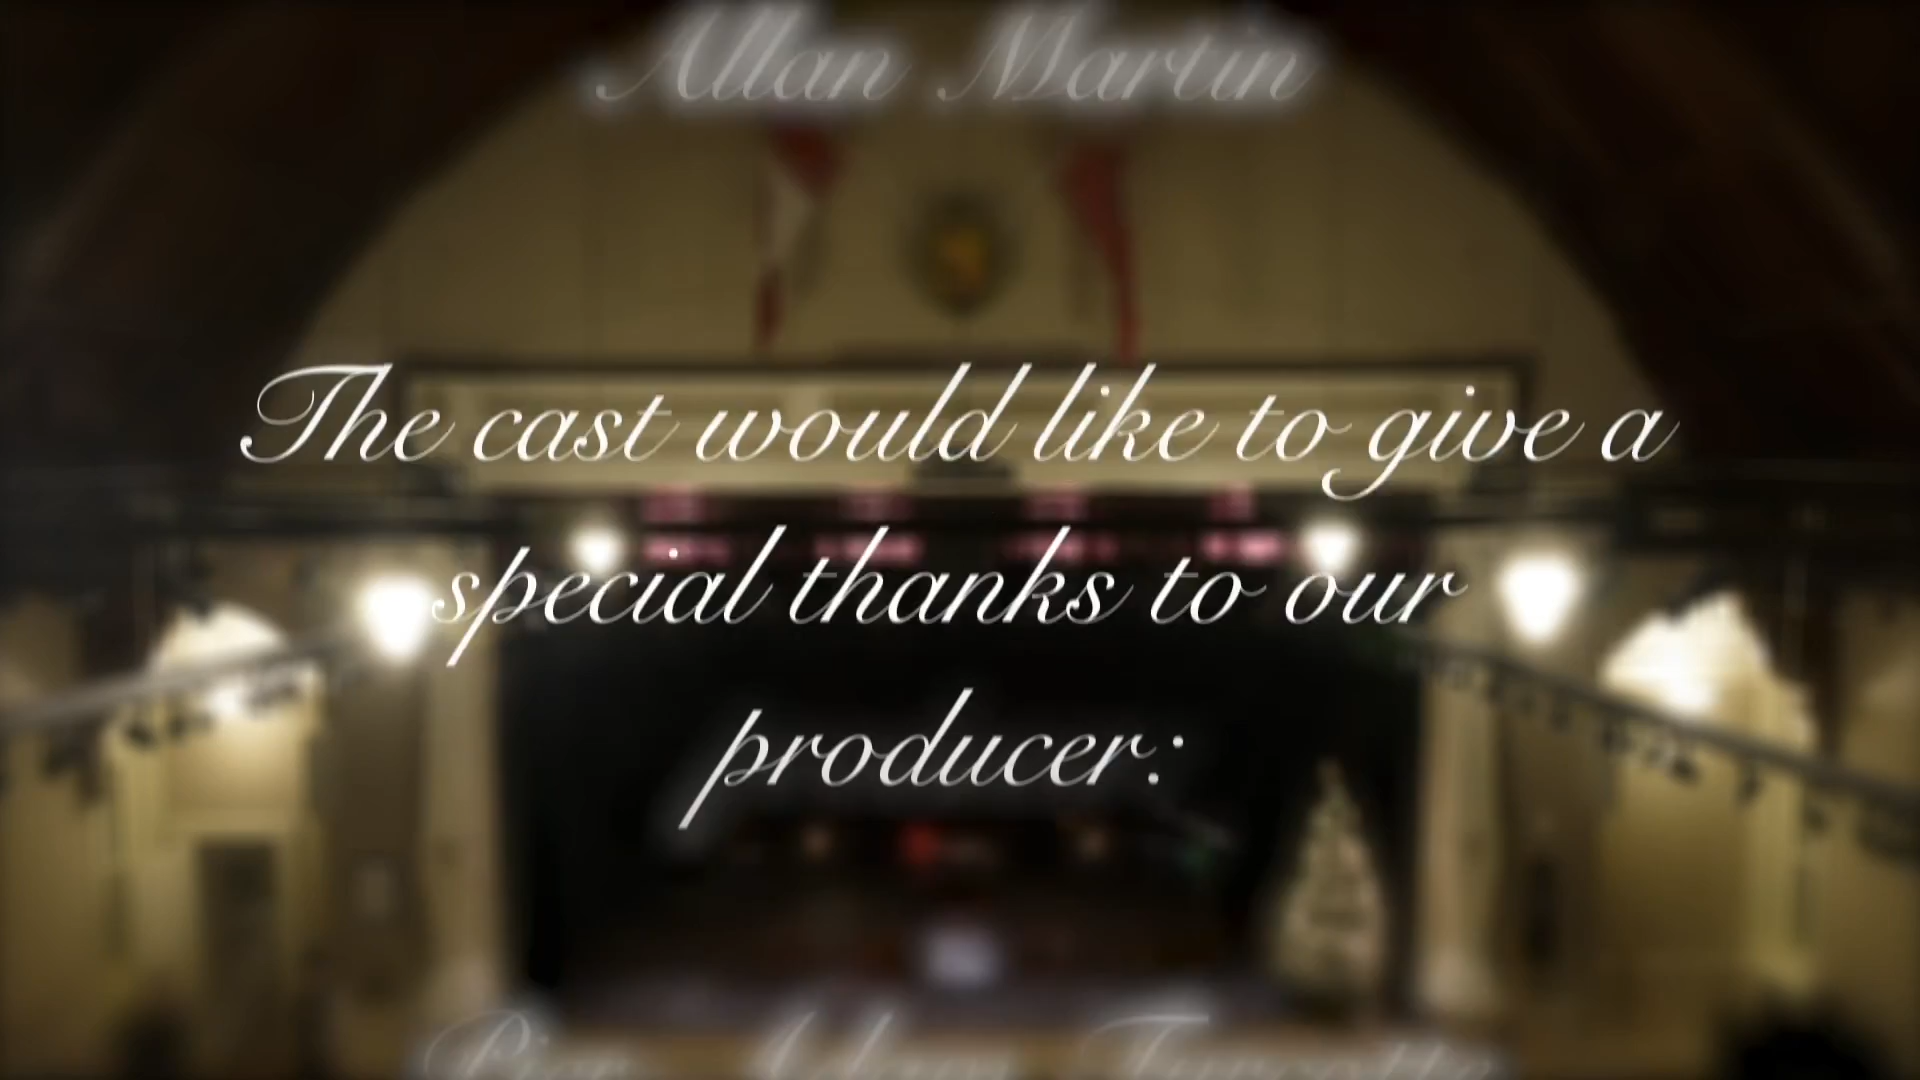 Allan Martin
The cast would like to give a
special thanks to our
producer: